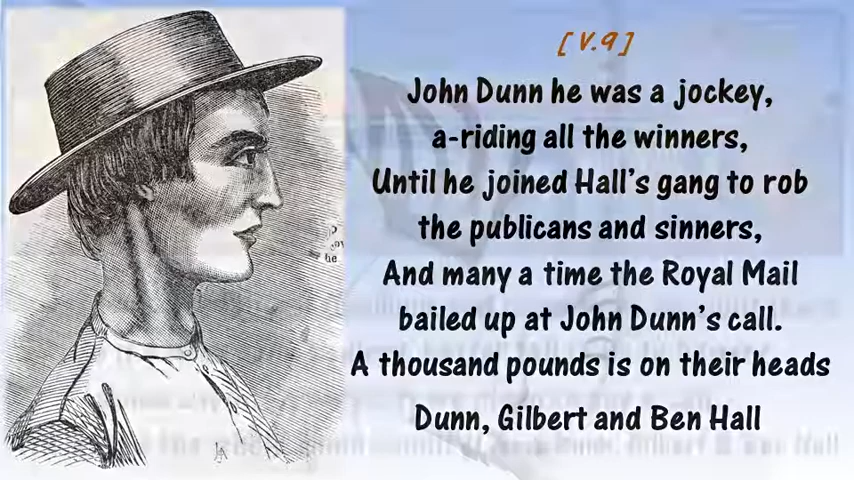 [V.9]
John Dunn he was a jockey,
a-riding all the winners,
Until he joined Hall's gang to rob
the publicans and sinners,
And many a time the Royal Mail
bailed up at John Dunn's call.
A thousand pounds is on their heads
Dunn, Gilbert and Ben Hall